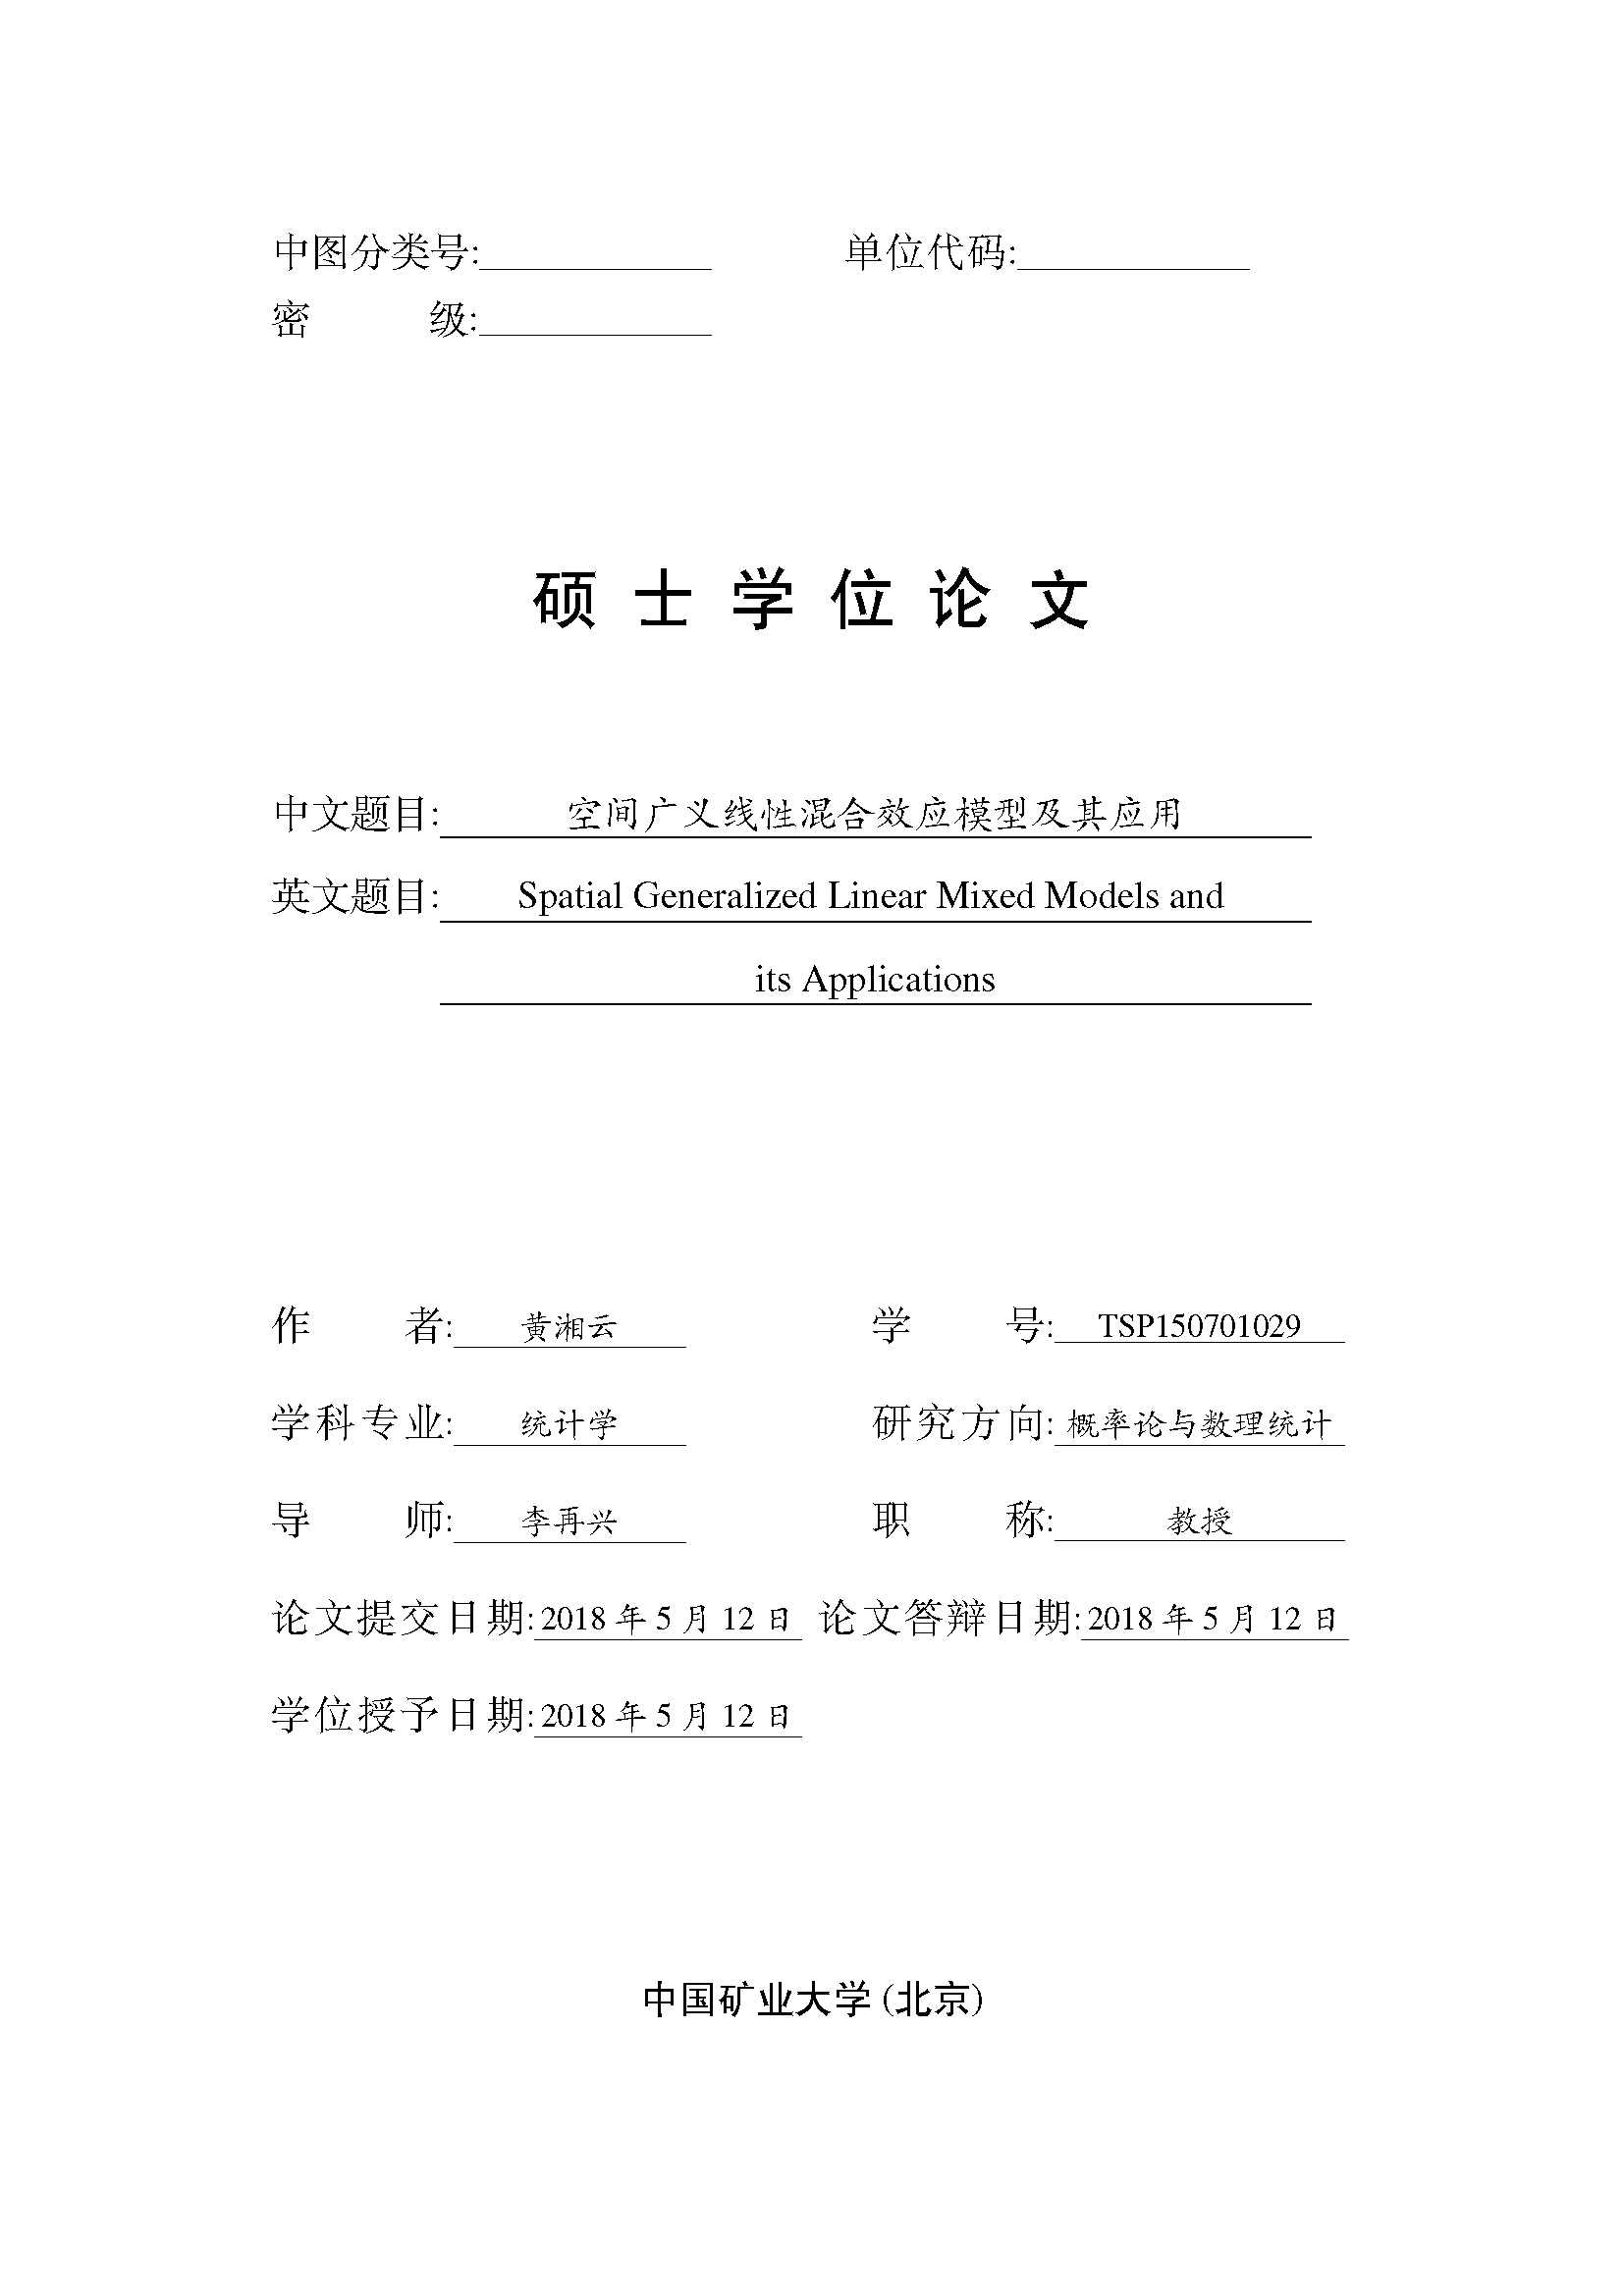 中图分类号: 单位代码:
密 级:
硕士学位论文
中文题目: 空间广义线性混合效应模型及其应用
英文题目: Spatial Generalized Linear Mixed Models and
its Applications
作 者: 黄湘云 学 号: TSP150701029
学科专业: 统计学 研究方向: 概率论与数理统计
导 师: 李再兴 职 称: 教授
论文提交日期: 2018 年 5 月 12 日 论文答辩日期: 2018 年 5 月 12 日
学位授予日期: 2018 年 5 月 12 日
中国矿业大学 (北京)